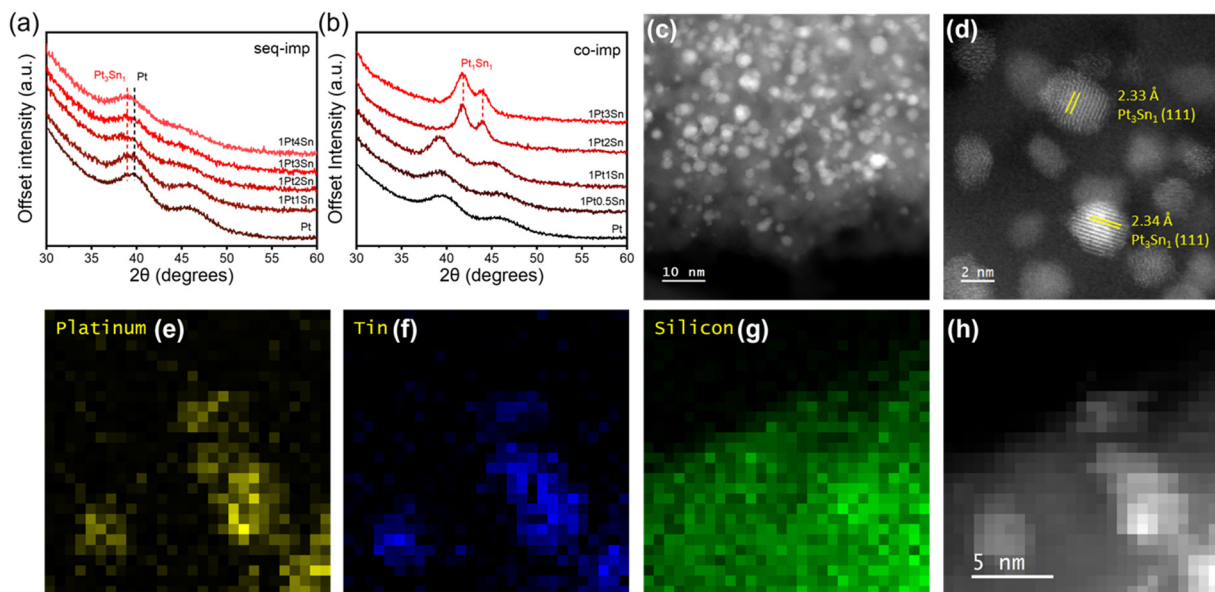 (a)
seq-imp
Pt₃Sn₁
Pt
1Pt4Sn
1Pt3Sn
1Pt2Sn
1Pt1Sn
Pt
Offset Intensity (a.u.)
30 35 40 45 50 55 60
2θ (degrees)
(b)
co-imp
Pt₁Sn₁
1Pt3Sn
1Pt2Sn
1Pt1Sn
1Pt0.5Sn
Pt
Offset Intensity (a.u.)
30 35 40 45 50 55 60
2θ (degrees)
(c)
10 nm
(d)
2.33 Å
Pt₃Sn₁ (111)
2.34 Å
Pt₃Sn₁ (111)
2 nm
Platinum (e)
Tin (f)
Silicon (g)
(h)
5 nm